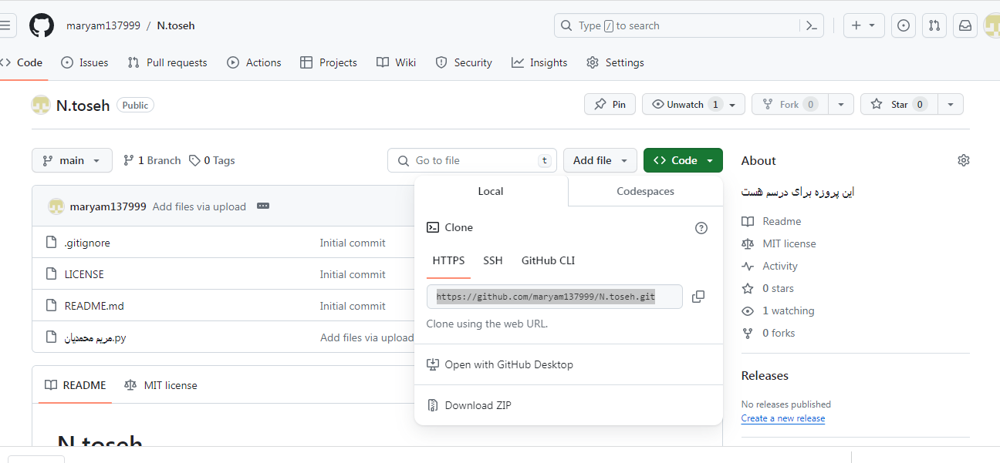 maryam137999 / N.toseh
Type / to search
Code
Issues
Pull requests
Actions
Projects
Wiki
Security
Insights
Settings
N.toseh Public
Pin
Unwatch 1
Fork 0
Star 0
main
1 Branch
0 Tags
Go to file t
Add file
Code
About
این پروزه برای درسم هست
Readme
MIT license
Activity
0 stars
1 watching
0 forks
Releases
No releases published
Create a new release
maryam137999 Add files via upload
.gitignore Initial commit
LICENSE Initial commit
README.md Initial commit
مریم محمدیان.py Add files via upload
Local
Codespaces
Clone
HTTPS SSH GitHub CLI
https://github.com/maryam137999/N.toseh.git
Clone using the web URL.
Open with GitHub Desktop
Download ZIP
README
MIT license
N.toseh